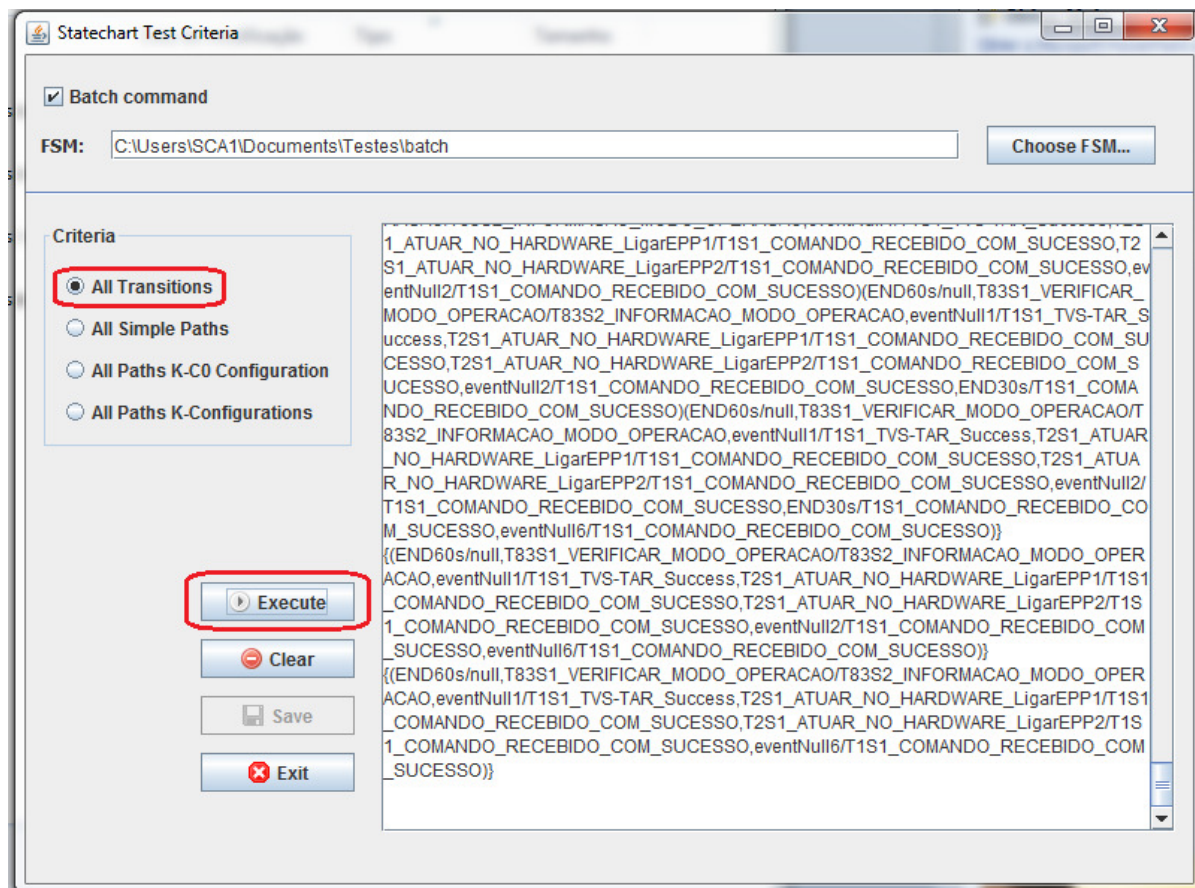 Statechart Test Criteria
Batch command
FSM:
C:\Users\SCA1\Documents\Testes\batch
Choose FSM...
Criteria
All Transitions
All Simple Paths
All Paths K-C0 Configuration
All Paths K-Configurations
Execute
Clear
Save
Exit
1_ATUAR_NO_HARDWARE_LigarEPP1/T1S1_COMANDO_RECEBIDO_COM_SUCESSO,T2
S1_ATUAR_NO_HARDWARE_LigarEPP2/T1S1_COMANDO_RECEBIDO_COM_SUCESSO,ev
entNull2/T1S1_COMANDO_RECEBIDO_COM_SUCESSO)(END60s/null,T83S1_VERIFICAR_
MODO_OPERACAO/T83S2_INFORMACAO_MODO_OPERACAO,eventNull1/T1S1_TVS-TAR_S
uccess,T2S1_ATUAR_NO_HARDWARE_LigarEPP1/T1S1_COMANDO_RECEBIDO_COM_SU
CESSO,T2S1_ATUAR_NO_HARDWARE_LigarEPP2/T1S1_COMANDO_RECEBIDO_COM_S
UCESSO,eventNull2/T1S1_COMANDO_RECEBIDO_COM_SUCESSO,END30s/T1S1_COMA
NDO_RECEBIDO_COM_SUCESSO)(END60s/null,T83S1_VERIFICAR_MODO_OPERACAO/T
83S2_INFORMACAO_MODO_OPERACAO,eventNull1/T1S1_TVS-TAR_Success,T2S1_ATUAR
_NO_HARDWARE_LigarEPP1/T1S1_COMANDO_RECEBIDO_COM_SUCESSO,T2S1_ATUA
R_NO_HARDWARE_LigarEPP2/T1S1_COMANDO_RECEBIDO_COM_SUCESSO,eventNull2/
T1S1_COMANDO_RECEBIDO_COM_SUCESSO,END30s/T1S1_COMANDO_RECEBIDO_CO
M_SUCESSO,eventNull6/T1S1_COMANDO_RECEBIDO_COM_SUCESSO)}
{(END60s/null,T83S1_VERIFICAR_MODO_OPERACAO/T83S2_INFORMACAO_MODO_OPER
ACAO,eventNull1/T1S1_TVS-TAR_Success,T2S1_ATUAR_NO_HARDWARE_LigarEPP1/T1S1
_COMANDO_RECEBIDO_COM_SUCESSO,T2S1_ATUAR_NO_HARDWARE_LigarEPP2/T1S
1_COMANDO_RECEBIDO_COM_SUCESSO,eventNull2/T1S1_COMANDO_RECEBIDO_COM
_SUCESSO,eventNull6/T1S1_COMANDO_RECEBIDO_COM_SUCESSO)}
{(END60s/null,T83S1_VERIFICAR_MODO_OPERACAO/T83S2_INFORMACAO_MODO_OPER
ACAO,eventNull1/T1S1_TVS-TAR_Success,T2S1_ATUAR_NO_HARDWARE_LigarEPP1/T1S1
_COMANDO_RECEBIDO_COM_SUCESSO,T2S1_ATUAR_NO_HARDWARE_LigarEPP2/T1S
1_COMANDO_RECEBIDO_COM_SUCESSO,eventNull6/T1S1_COMANDO_RECEBIDO_COM
_SUCESSO)}